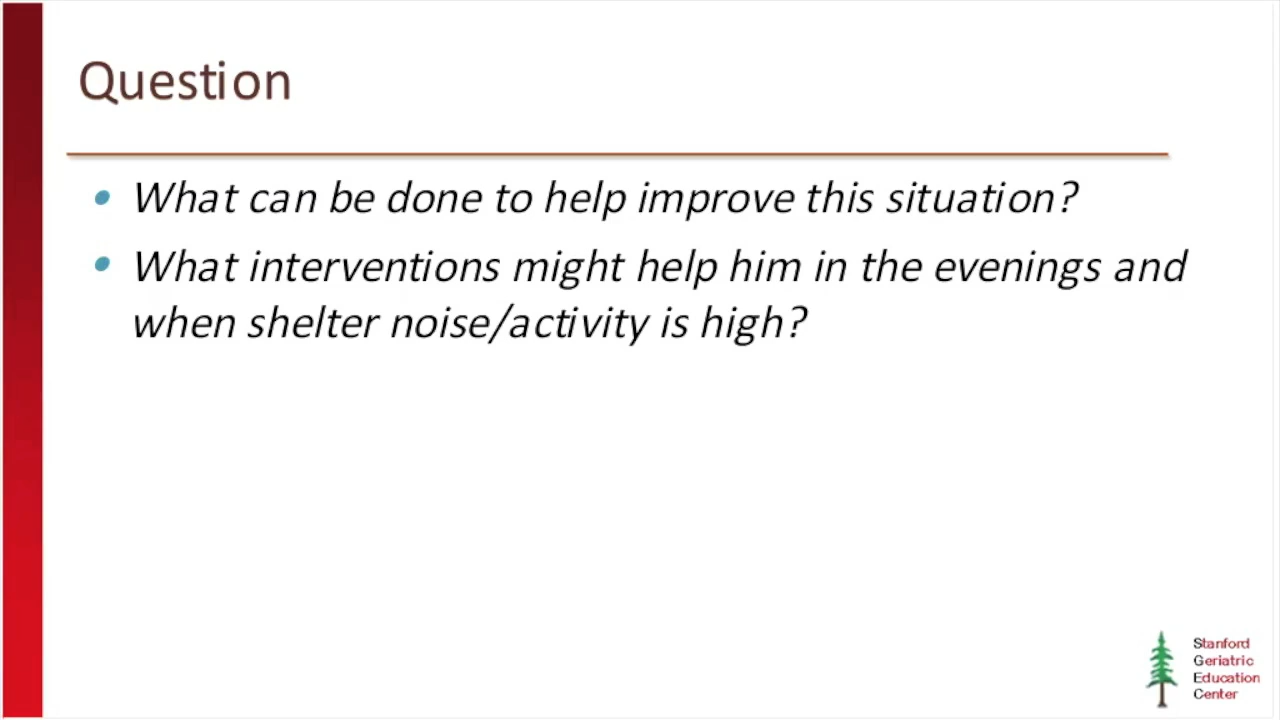 Question
• What can be done to help improve this situation?
• What interventions might help him in the evenings and
when shelter noise/activity is high?
Stanford
Geriatric
Education
Center